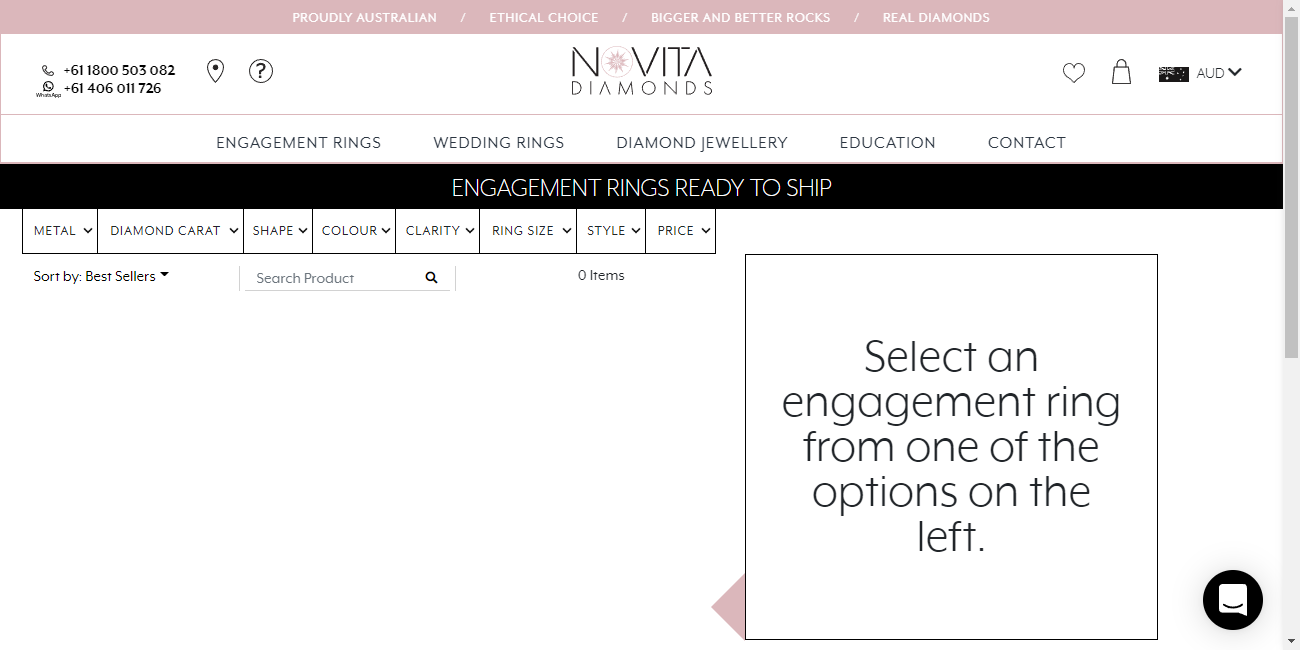 PROUDLY AUSTRALIAN / ETHICAL CHOICE / BIGGER AND BETTER ROCKS / REAL DIAMONDS
+61 1800 503 082
WhatsApp +61 406 011 726
?
NOVITA
DIAMONDS
AUD
ENGAGEMENT RINGS WEDDING RINGS DIAMOND JEWELLERY EDUCATION CONTACT
ENGAGEMENT RINGS READY TO SHIP
METAL DIAMOND CARAT SHAPE COLOUR CLARITY RING SIZE STYLE PRICE
Sort by: Best Sellers Search Product 0 Items
Select an
engagement ring
from one of the
options on the
left.